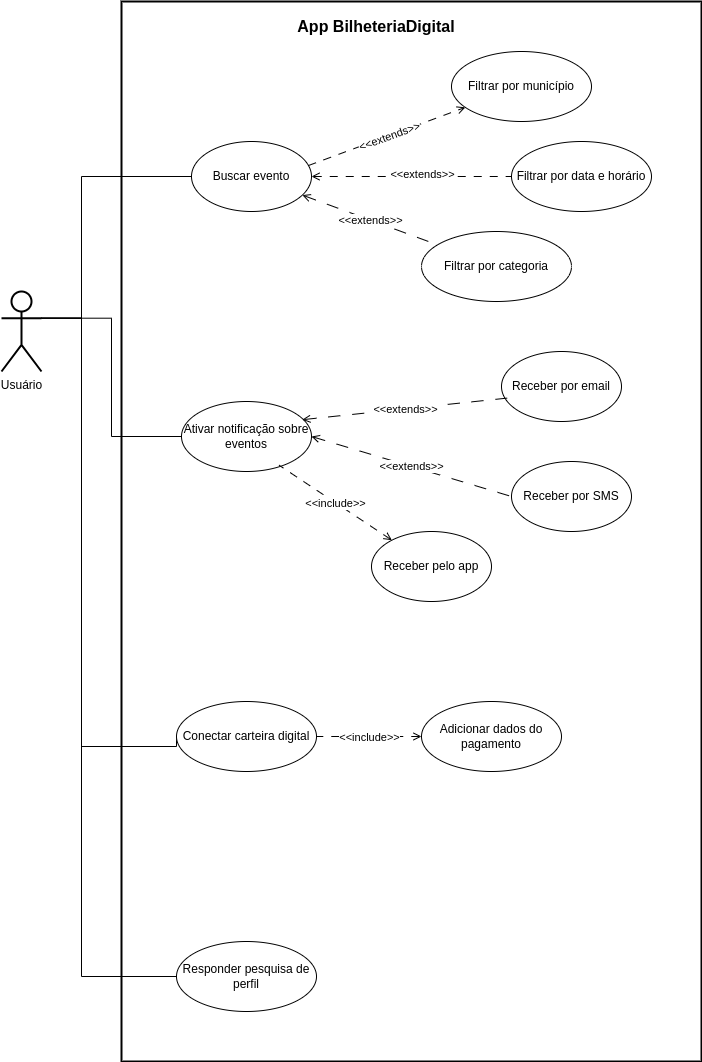 App BilheteriaDigital
Filtrar por município
<<extends>>
Buscar evento
<<extends>>
Filtrar por data e horário
<<extends>>
Filtrar por categoria
Usuário
Receber por email
<<extends>>
Ativar notificação sobre
eventos
<<extends>>
Receber por SMS
<<include>>
Receber pelo app
Conectar carteira digital
<<include>>
Adicionar dados do
pagamento
Responder pesquisa de
perfil